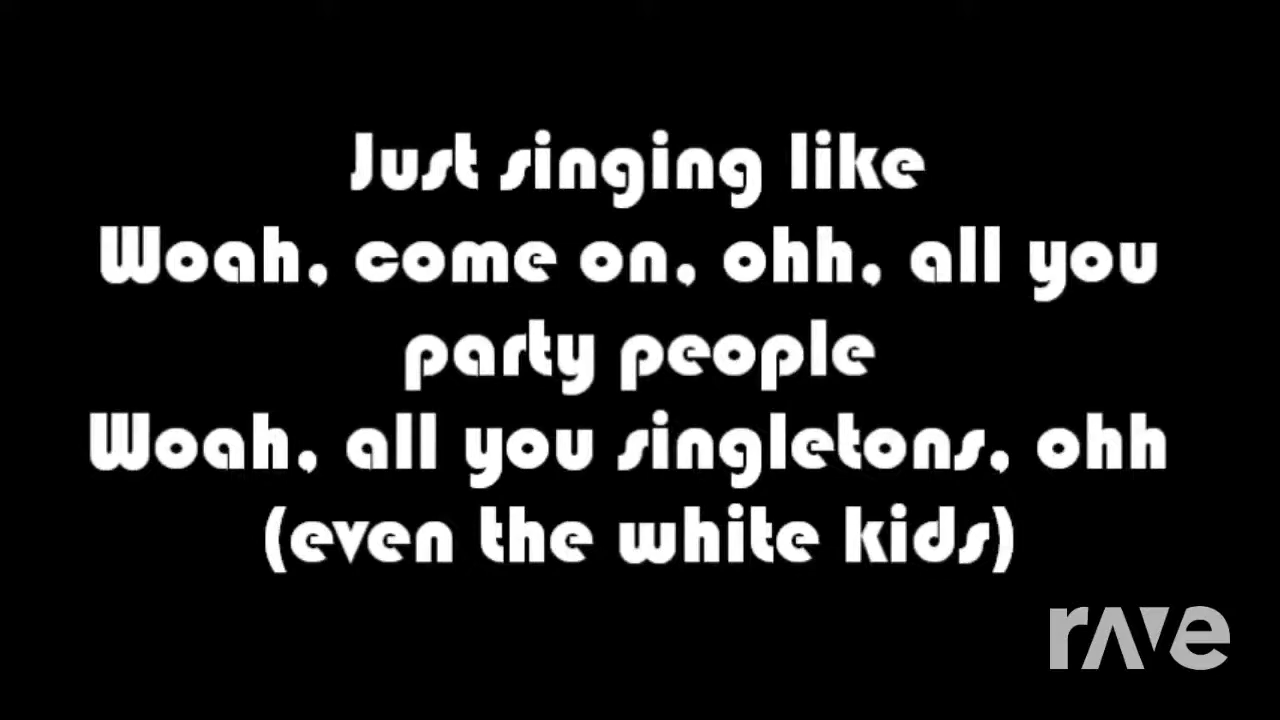 Just singing like
Woah, come on, ohh, all you
party people
Woah, all you singletons, ohh
(even the white kids)
rave